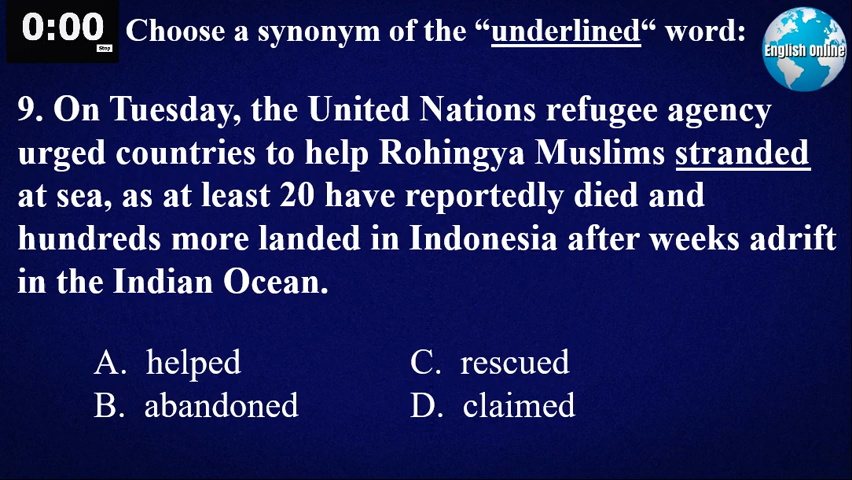 0:00
Stop
Choose a synonym of the “underlined“ word:
English Online
9. On Tuesday, the United Nations refugee agency
urged countries to help Rohingya Muslims stranded
at sea, as at least 20 have reportedly died and
hundreds more landed in Indonesia after weeks adrift
in the Indian Ocean.
A. helped
C. rescued
B. abandoned
D. claimed